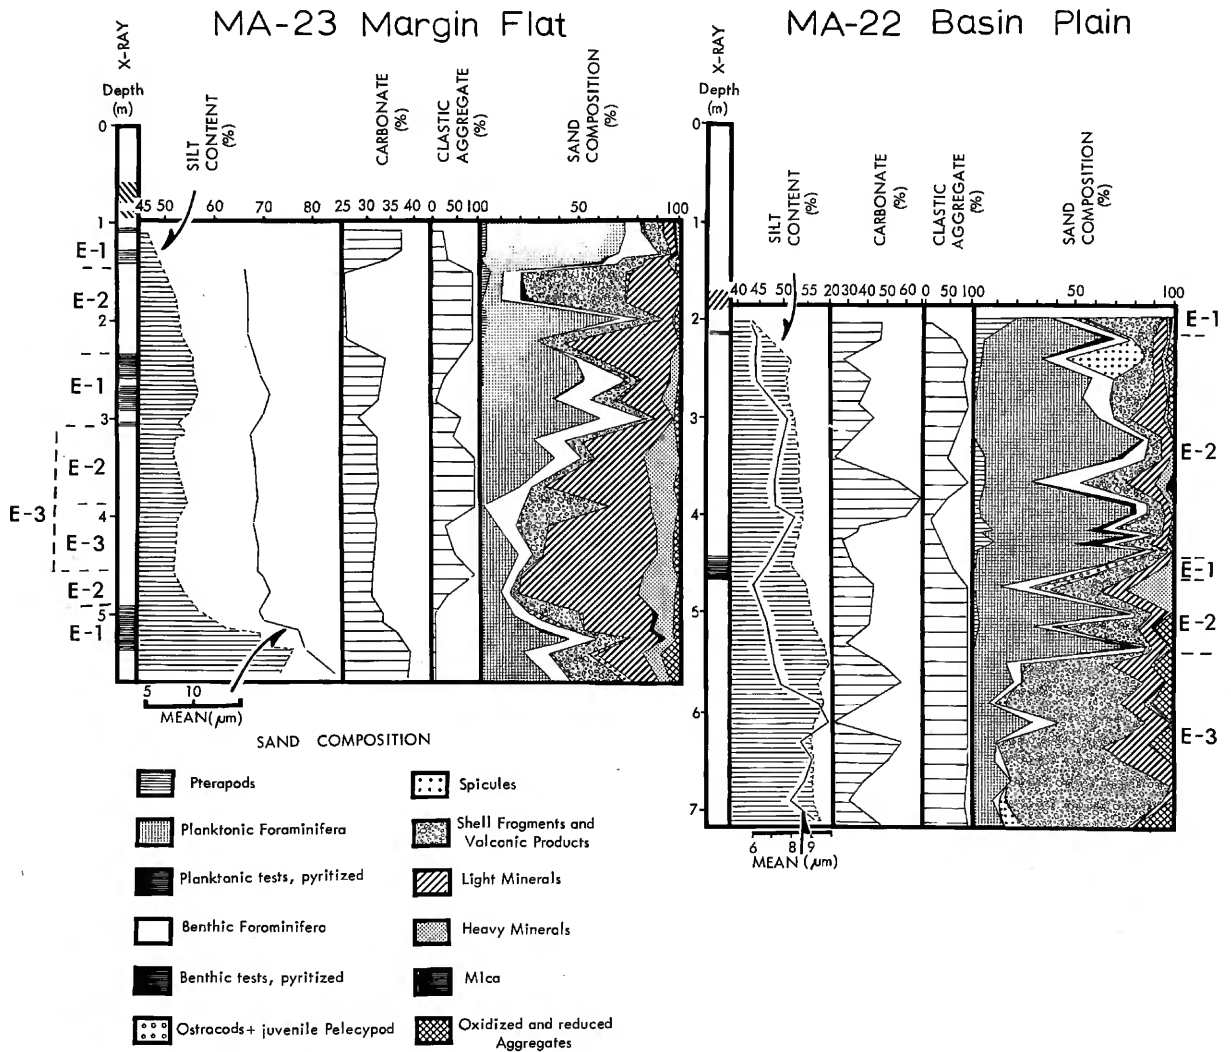 MA-23 Margin Flat
X-RAY
Depth
(m)
SILT
CONTENT
(%)
CARBONATE
(%)
CLASTIC
AGGREGATE
(%)
SAND
COMPOSITION
(%)
45 50 60 70 80 25 30 35 40 0 50 100 50 100
0
1
2
3
4
5
E-1
E-2
E-1
E-2
E-3
E-3
E-2
E-1
5 10
MEAN(µm)
MA-22 Basin Plain
X-RAY
Depth
(m)
SILT
CONTENT
(%)
CARBONATE
(%)
CLASTIC
AGGREGATE
(%)
SAND
COMPOSITION
(%)
40 45 50 55 20 30 40 50 60 0 50 100 50 100
0
1
2
3
4
5
6
7
E-1
E-2
E-1
E-2
E-3
6 8 9
MEAN (µm)
SAND COMPOSITION
Pterapods
Planktonic Foraminifera
Planktanic tests, pyritized
Benthic Foraminifera
Benthic tests, pyritized
Ostracods+ juvenile Pelecypod
Spicules
Shell Fragments and
Valconic Products
Light Minerals
Heavy Minerals
MIca
Oxidized and reduced
Aggregates